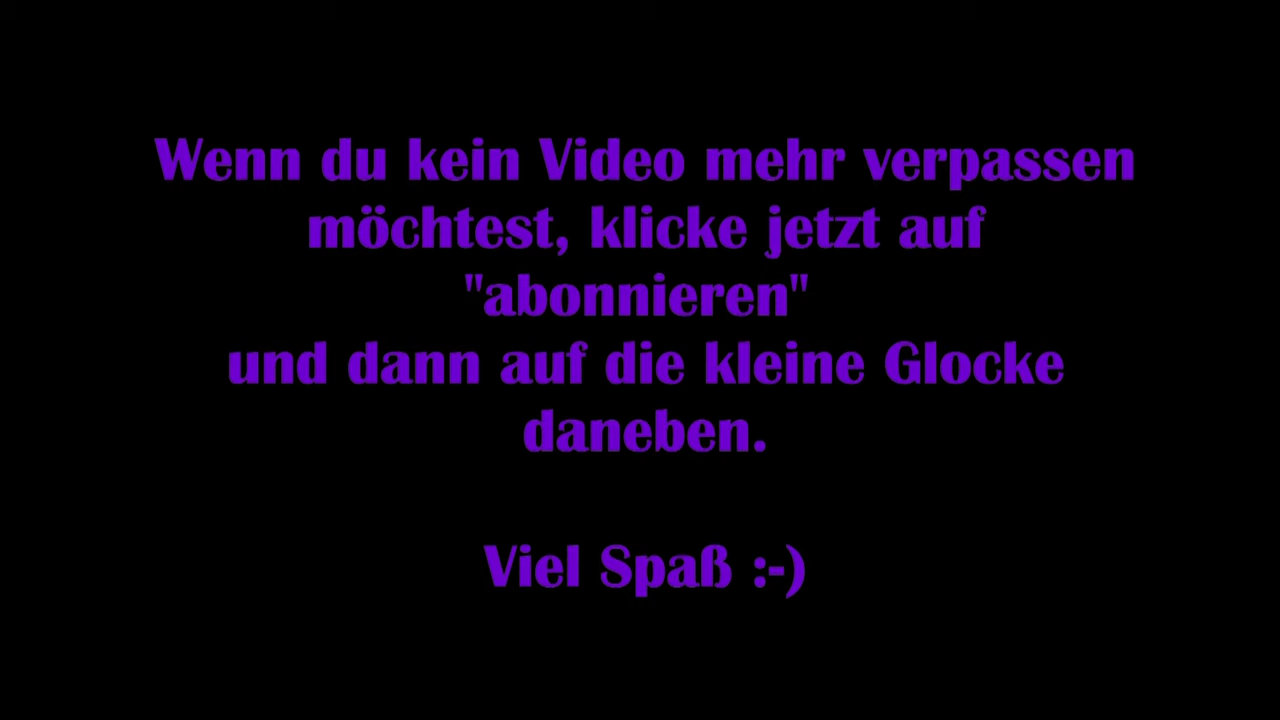 Wenn du kein Video mehr verpassen
möchtest, klicke jetzt auf
"abonnieren"
und dann auf die kleine Glocke
daneben.
Viel Spaß :-)